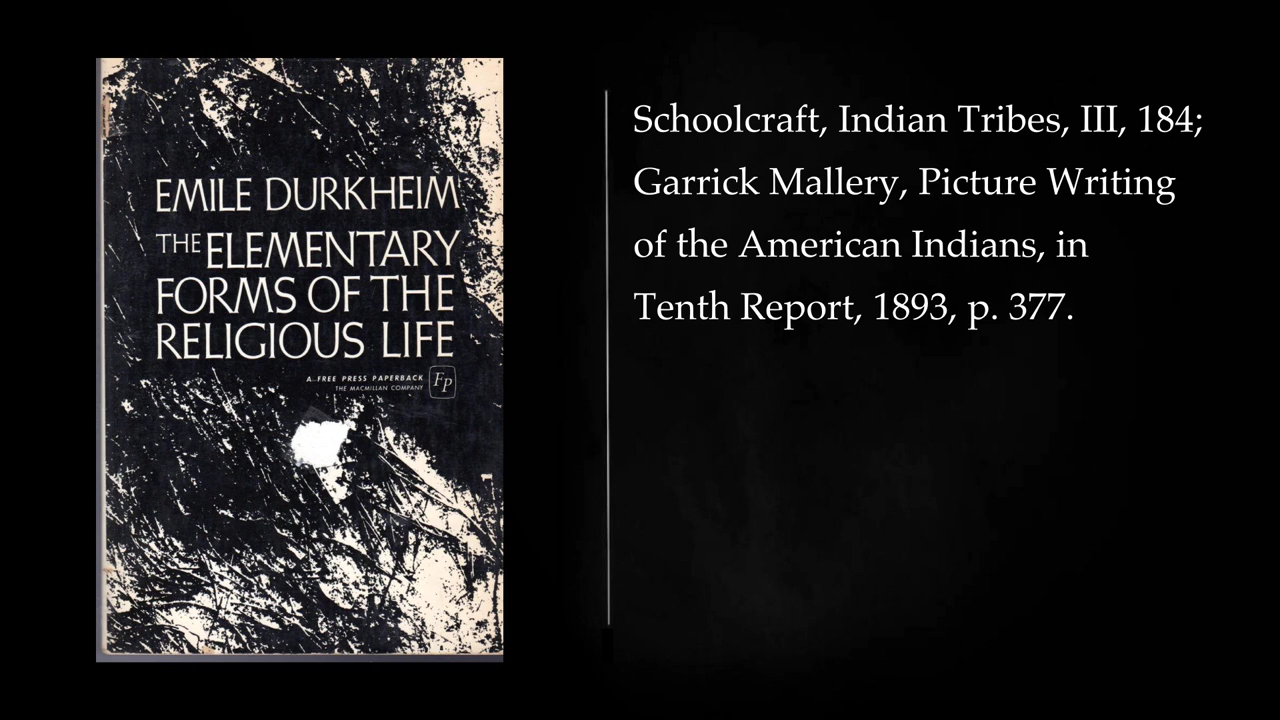 EMILE DURKHEIM
THE ELEMENTARY
FORMS OF THE
RELIGIOUS LIFE
A FREE PRESS PAPERBACK
THE MACMILLAN COMPANY
FP
Schoolcraft, Indian Tribes, III, 184;
Garrick Mallery, Picture Writing
of the American Indians, in
Tenth Report, 1893, p. 377.